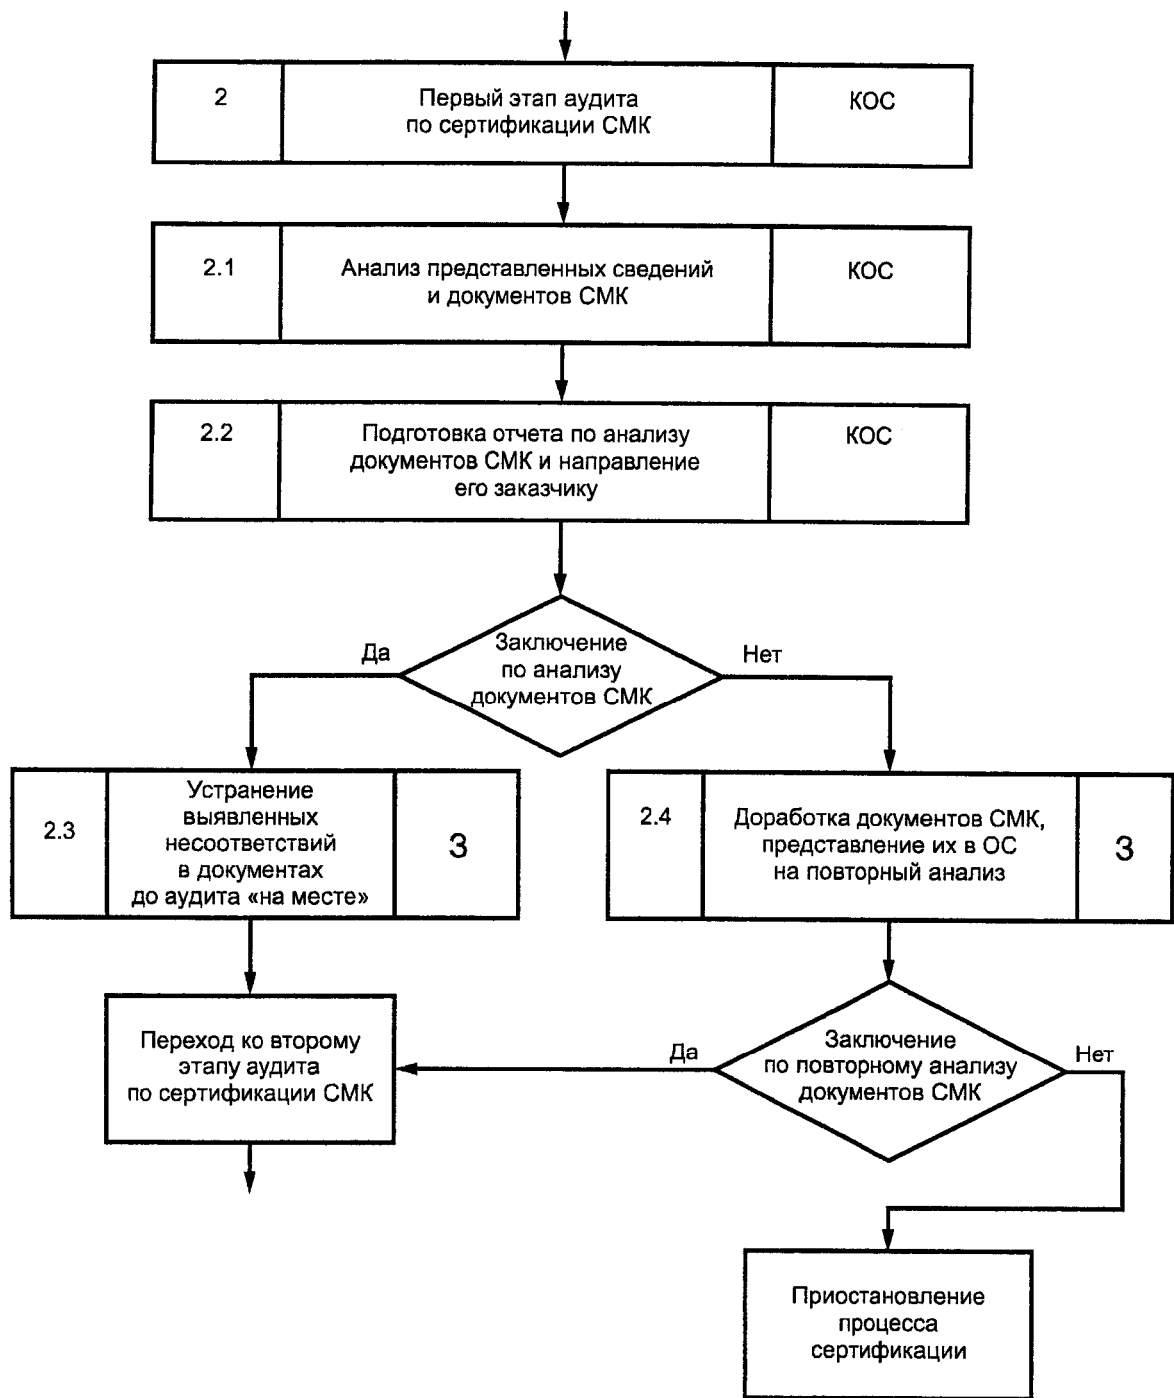 2
Первый этап аудита
по сертификации СМК
КОС
2.1
Анализ представленных сведений
и документов СМК
КОС
2.2
Подготовка отчета по анализу
документов СМК и направление
его заказчику
КОС
Заключение
по анализу
документов СМК
Да
Нет
2.3
Устранение
выявленных
несоответствий
в документах
до аудита «на месте»
З
2.4
Доработка документов СМК,
представление их в ОС
на повторный анализ
З
Переход ко второму
этапу аудита
по сертификации СМК
Да
Заключение
по повторному анализу
документов СМК
Нет
Приостановление
процесса
сертификации